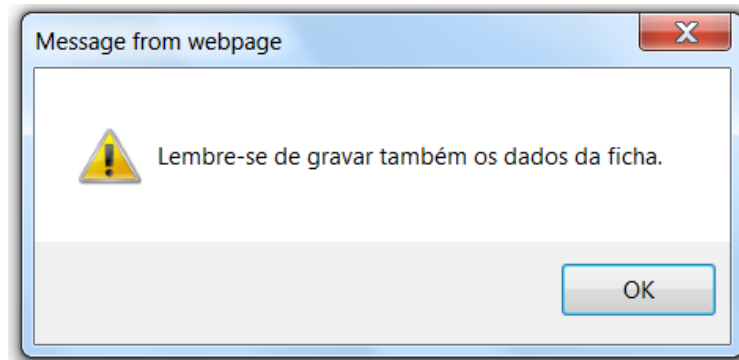 Message from webpage
Lembre-se de gravar também os dados da ficha.
OK